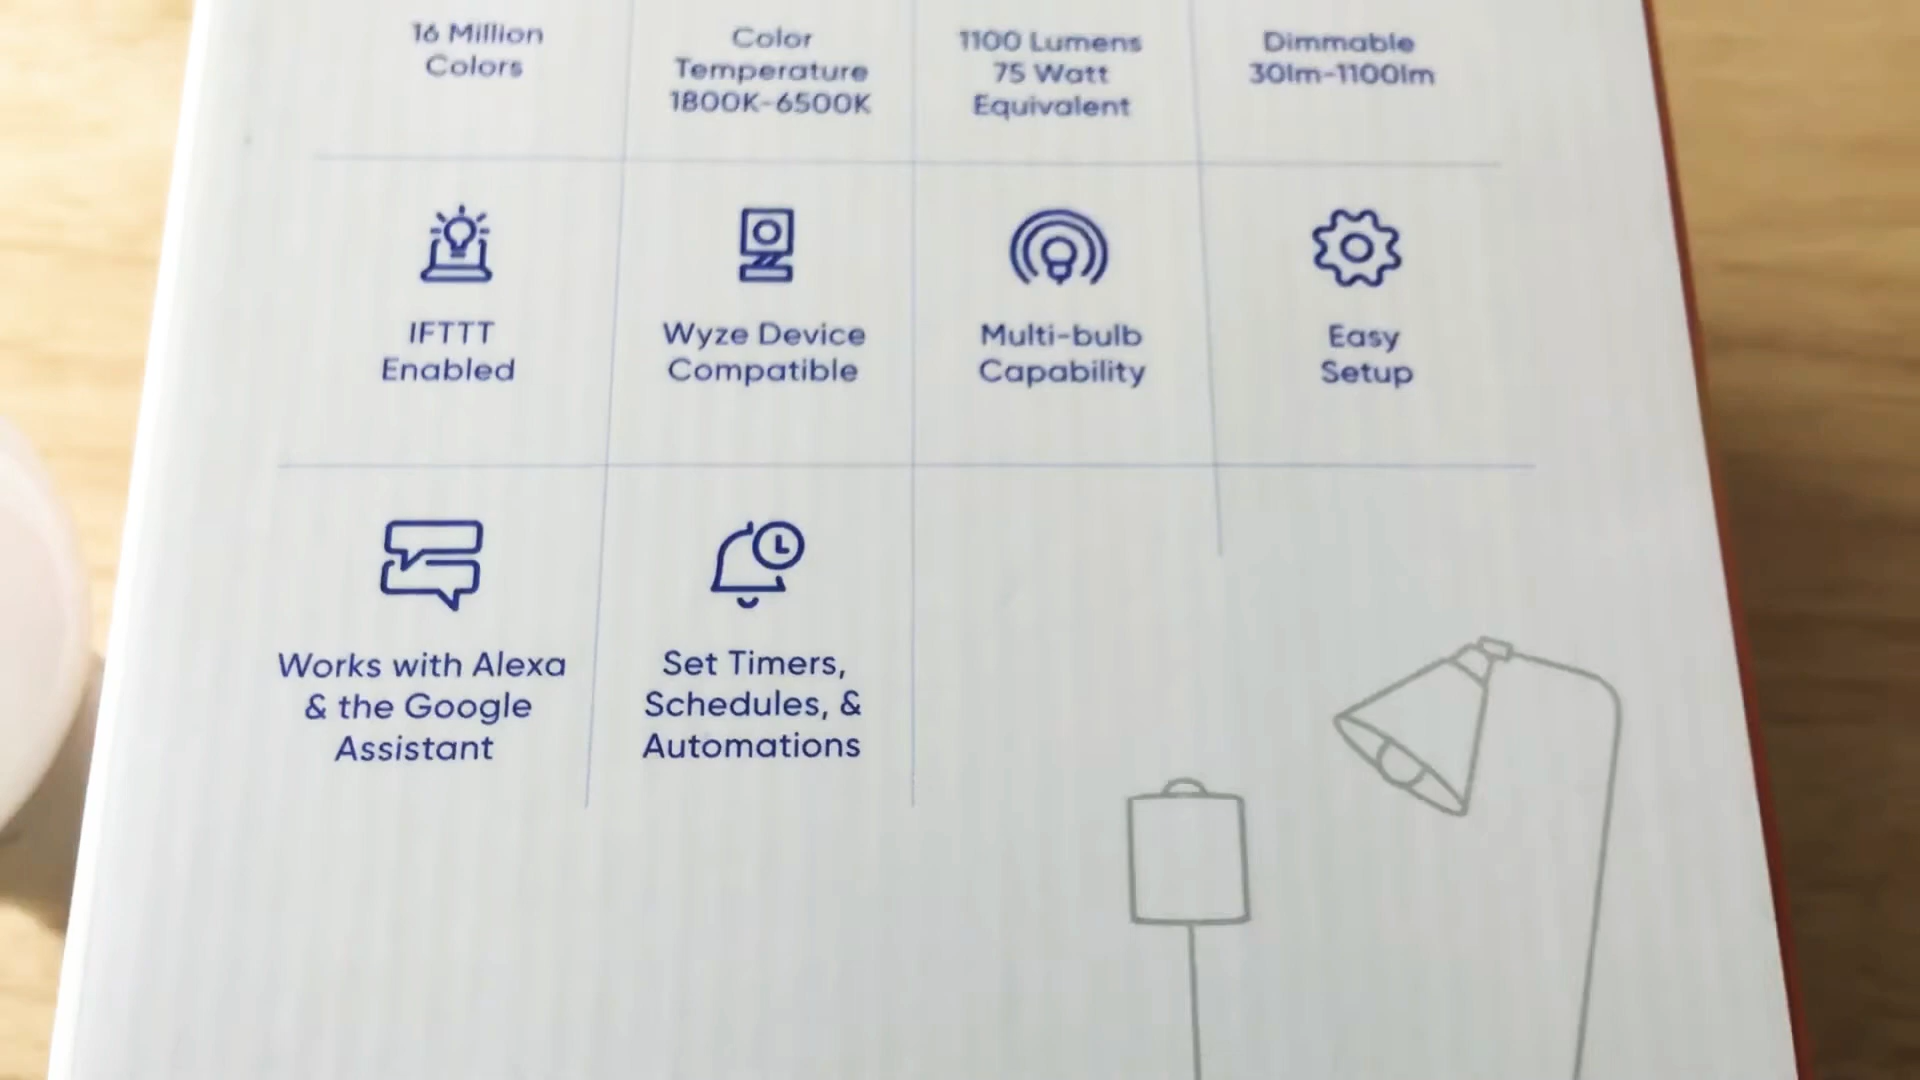 16 Million
Colors
Color
Temperature
1800K-6500K
1100 Lumens
75 Watt
Equivalent
Dimmable
30lm-1100lm
IFTTT
Enabled
Wyze Device
Compatible
Multi-bulb
Capability
Easy
Setup
Works with Alexa
& the Google
Assistant
Set Timers,
Schedules, &
Automations